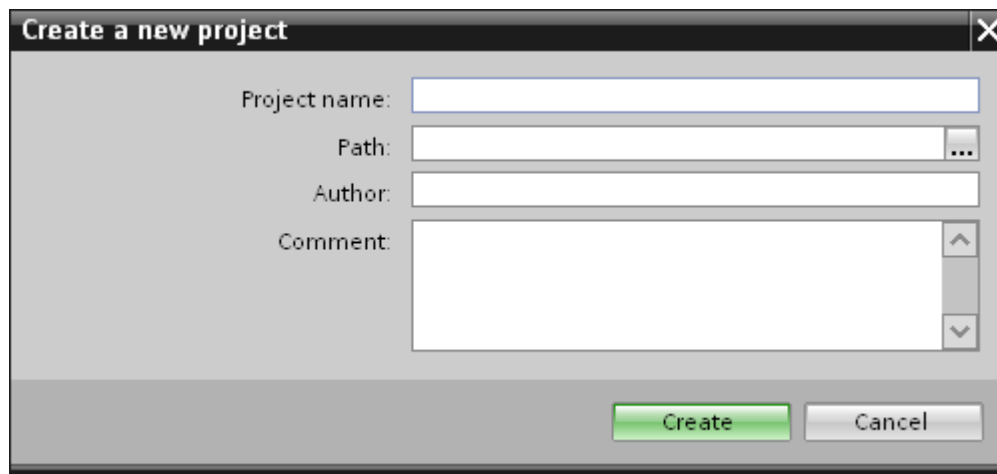 Create a new project
Project name:
Path:
...
Author:
Comment:
Create
Cancel